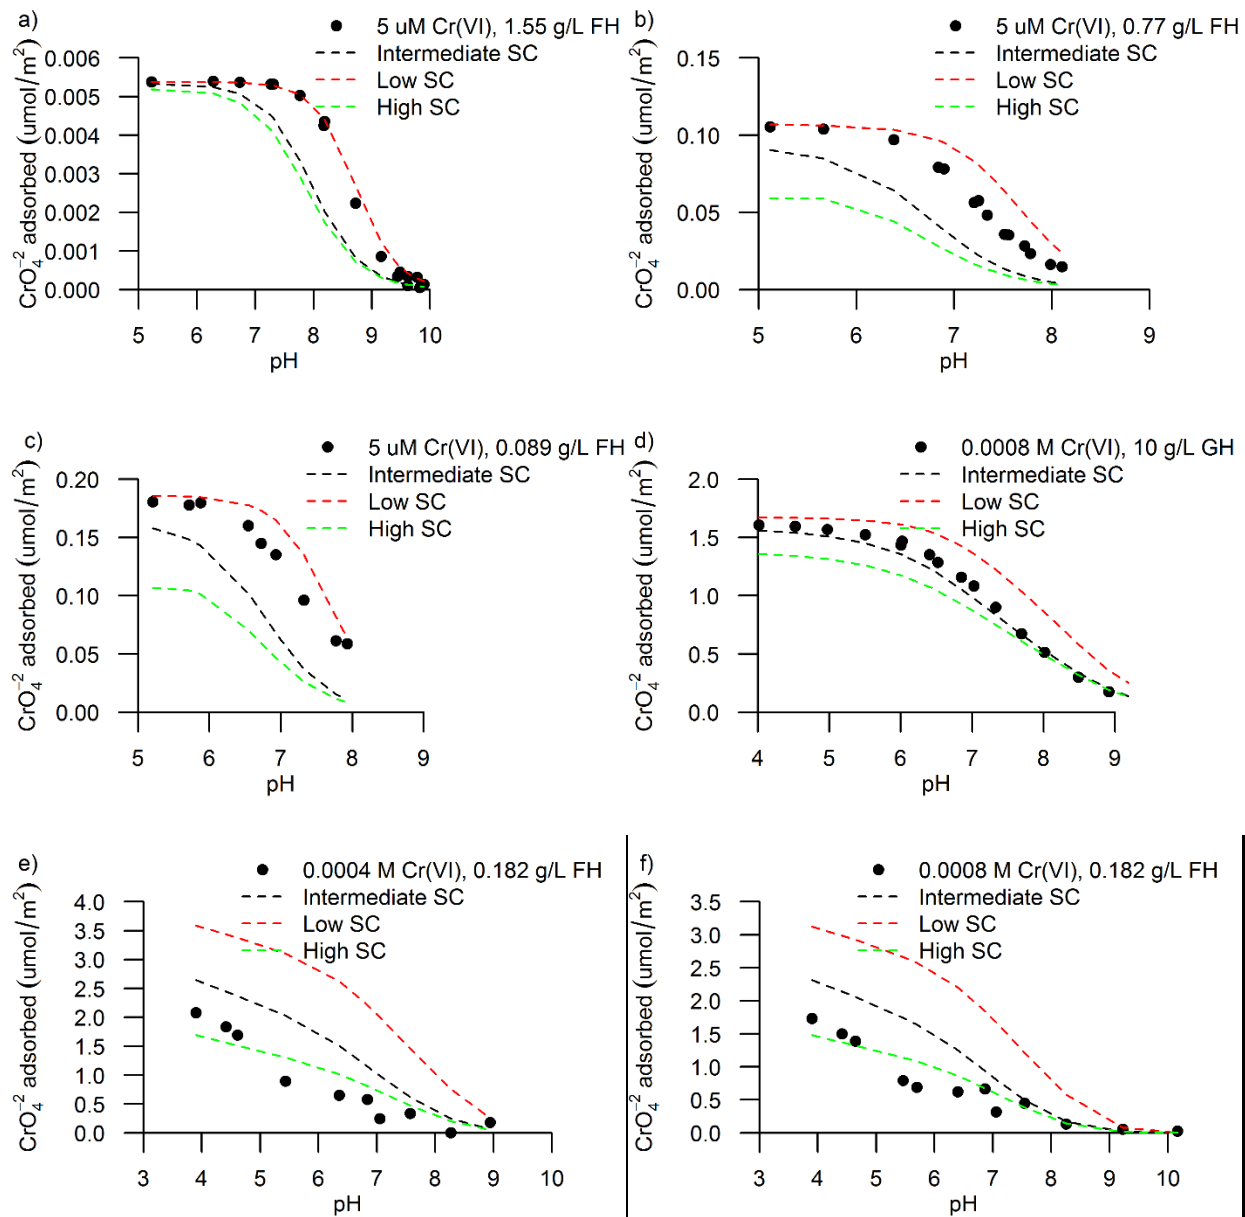 a)
5 uM Cr(VI), 1.55 g/L FH
Intermediate SC
Low SC
High SC
CrO₄⁻² adsorbed (umol/m²)
0.006
0.005
0.004
0.003
0.002
0.001
0.000
5 6 7 8 9 10
pH
b)
5 uM Cr(VI), 0.77 g/L FH
Intermediate SC
Low SC
High SC
CrO₄⁻² adsorbed (umol/m²)
0.15
0.10
0.05
0.00
5 6 7 8 9
pH
c)
5 uM Cr(VI), 0.089 g/L FH
Intermediate SC
Low SC
High SC
CrO₄⁻² adsorbed (umol/m²)
0.20
0.15
0.10
0.05
0.00
5 6 7 8 9
pH
d)
0.0008 M Cr(VI), 10 g/L GH
Intermediate SC
Low SC
High SC
CrO₄⁻² adsorbed (umol/m²)
2.0
1.5
1.0
0.5
0.0
4 5 6 7 8 9
pH
e)
0.0004 M Cr(VI), 0.182 g/L FH
Intermediate SC
Low SC
High SC
CrO₄⁻² adsorbed (umol/m²)
4.0
3.5
3.0
2.5
2.0
1.5
1.0
0.5
0.0
3 4 5 6 7 8 9 10
pH
f)
0.0008 M Cr(VI), 0.182 g/L FH
Intermediate SC
Low SC
High SC
CrO₄⁻² adsorbed (umol/m²)
3.5
3.0
2.5
2.0
1.5
1.0
0.5
0.0
3 4 5 6 7 8 9 10
pH